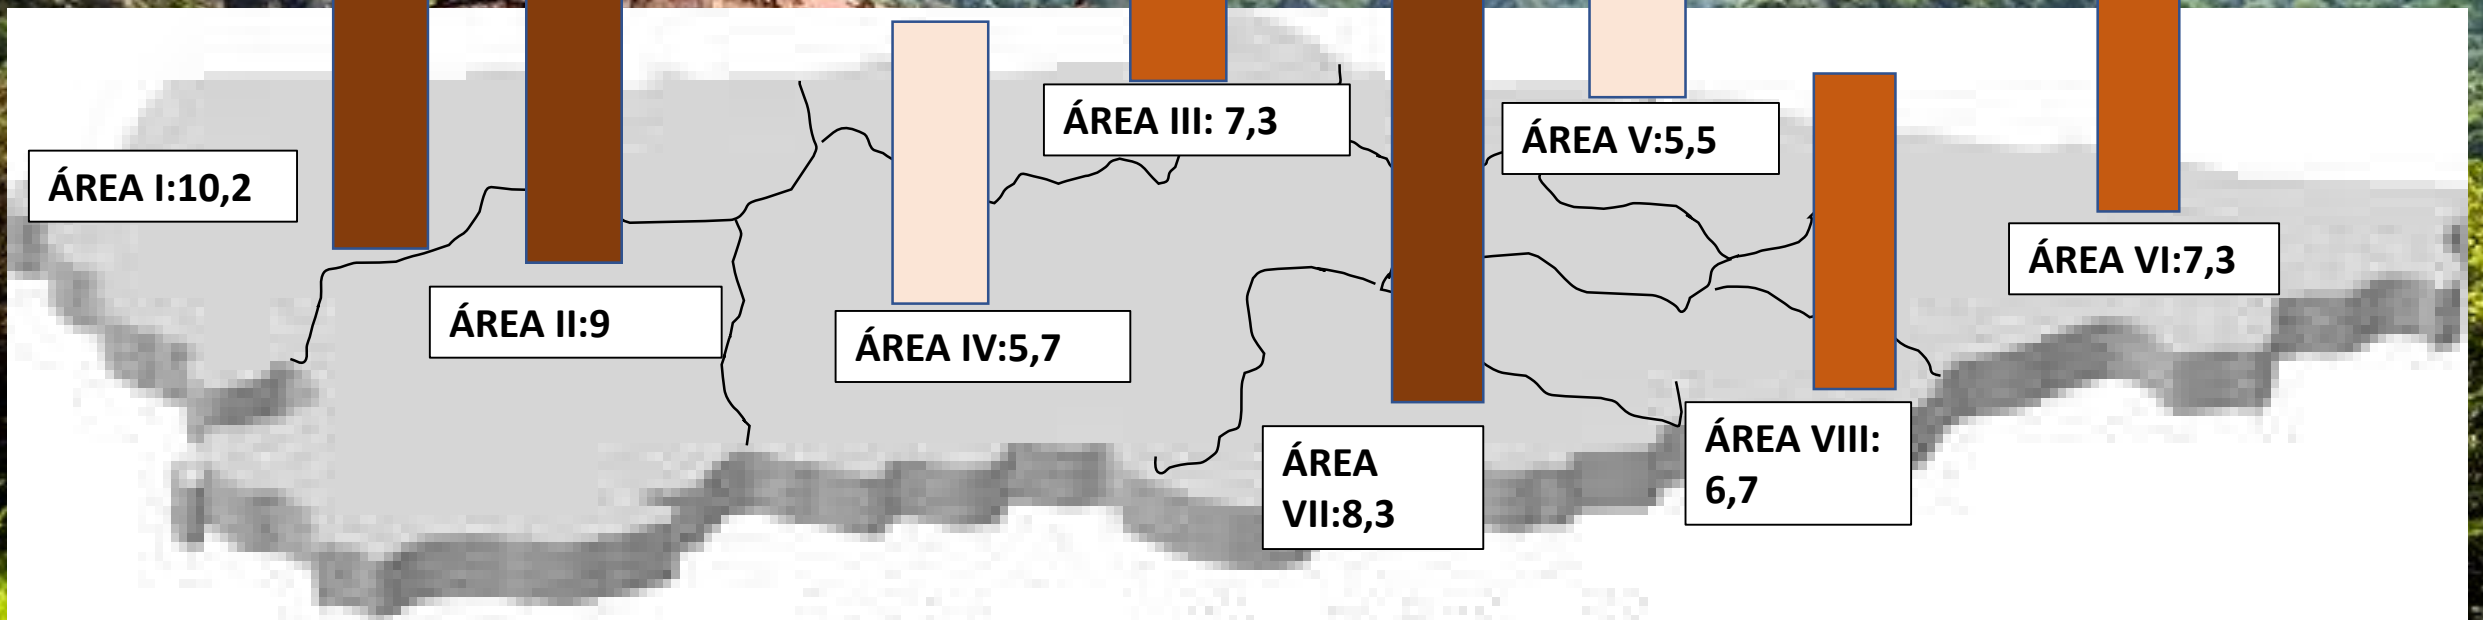 ÁREA III: 7,3
ÁREA V:5,5
ÁREA I:10,2
ÁREA VI:7,3
ÁREA II:9
ÁREA IV:5,7
ÁREA
VII:8,3
ÁREA VIII:
6,7